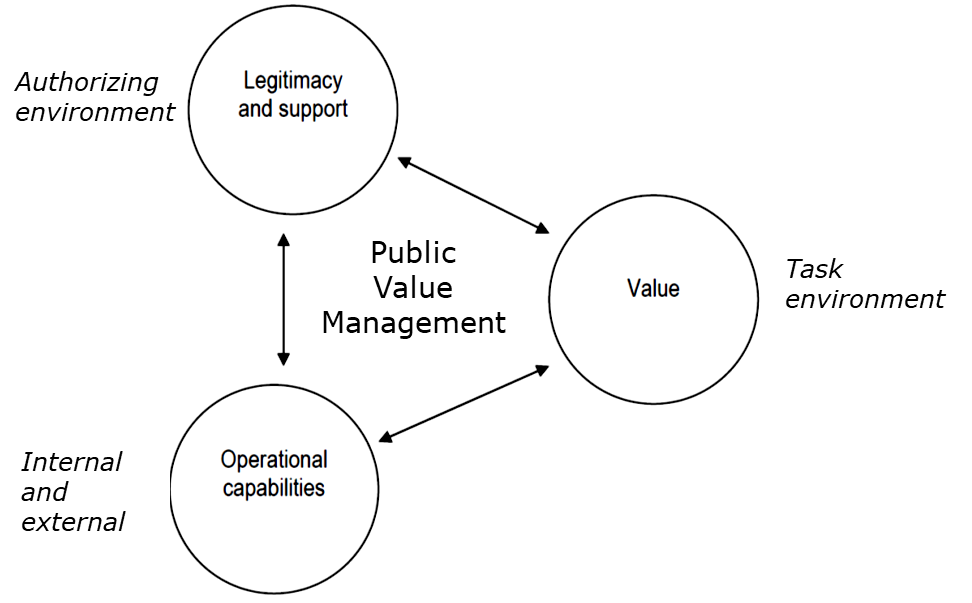 Authorizing
environment
Legitimacy
and support
Public
Value
Management
Value
Task
environment
Operational
capabilities
Internal
and
external